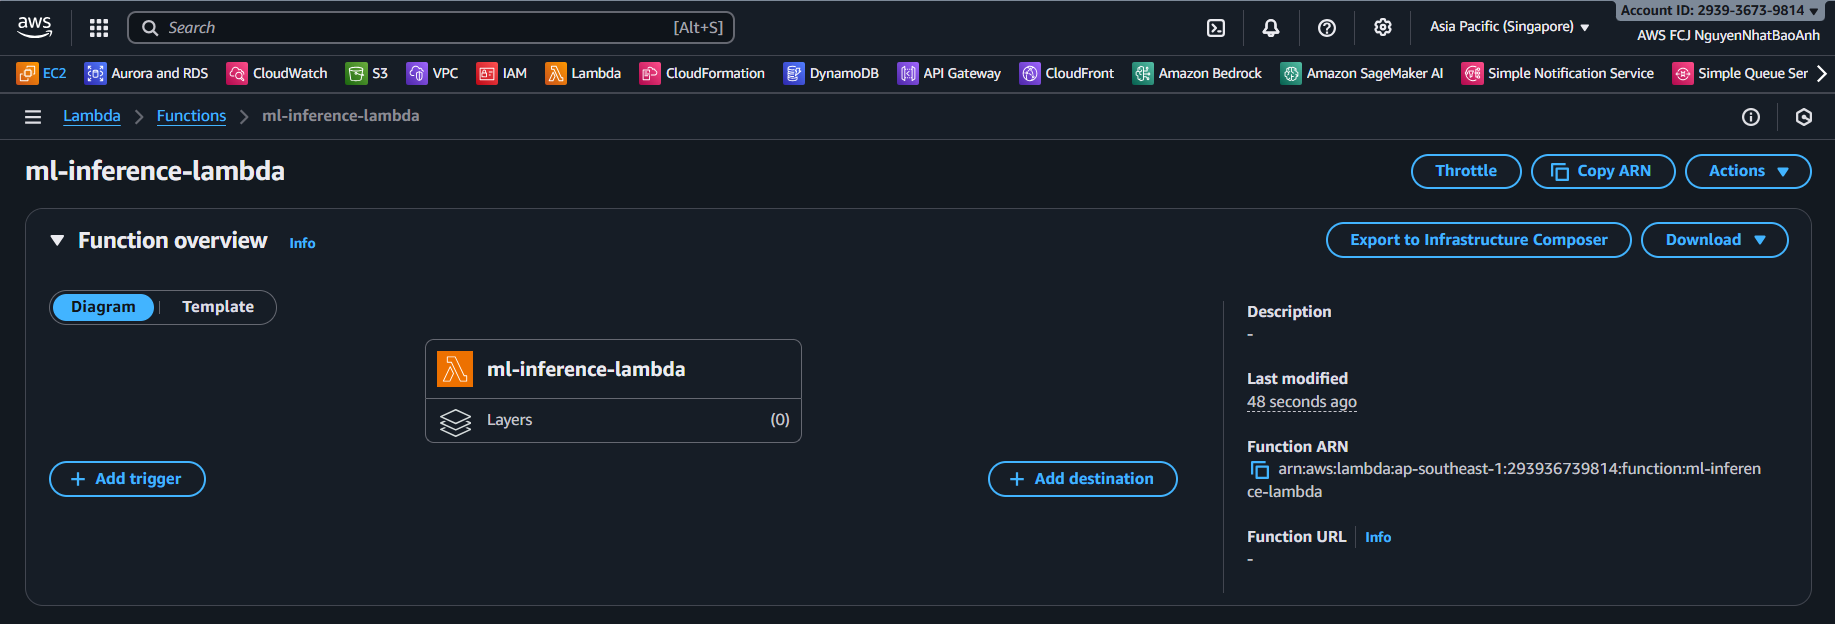 aws
Search [Alt+S]
Asia Pacific (Singapore)
Account ID: 2939-3673-9814
AWS FCJ NguyenNhatBaoAnh
EC2 Aurora and RDS CloudWatch S3 VPC IAM Lambda CloudFormation DynamoDB API Gateway CloudFront Amazon Bedrock Amazon SageMaker AI Simple Notification Service Simple Queue Ser
Lambda Functions ml-inference-lambda
ml-inference-lambda
Throttle Copy ARN Actions
Function overview Info
Export to Infrastructure Composer Download
Diagram Template
ml-inference-lambda
Layers (0)
+ Add trigger
+ Add destination
Description
-
Last modified
48 seconds ago
Function ARN
arn:aws:lambda:ap-southeast-1:293936739814:function:ml-inferen
ce-lambda
Function URL Info
-